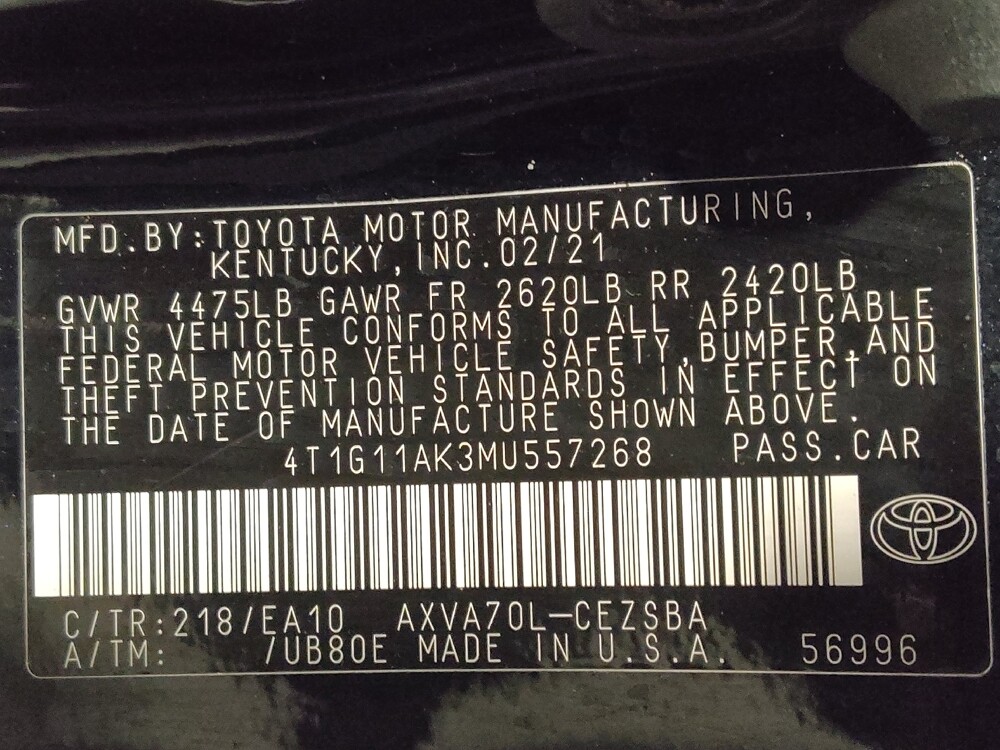 MFD.BY:TOYOTA MOTOR MANUFACTURING,
KENTUCKY,INC.02/21
GVWR 4475LB GAWR FR 2620LB RR 2420LB
THIS VEHICLE CONFORMS TO ALL APPLICABLE
FEDERAL MOTOR VEHICLE SAFETY,BUMPER,AND
THEFT PREVENTION STANDARDS IN EFFECT ON
THE DATE OF MANUFACTURE SHOWN ABOVE.
4T1G11AK3MU557268 PASS.CAR
C/TR:218/EA10 AXVA70L-CEZSBA
A/TM: /UB80E MADE IN U.S.A. 56996